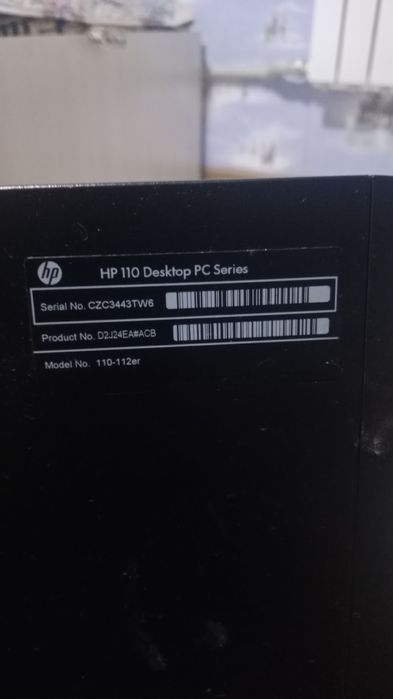 hp HP 110 Desktop PC Series
Serial No. CZC3443TW6
Product No. D2J24EA#ACB
Model No. 110-112er